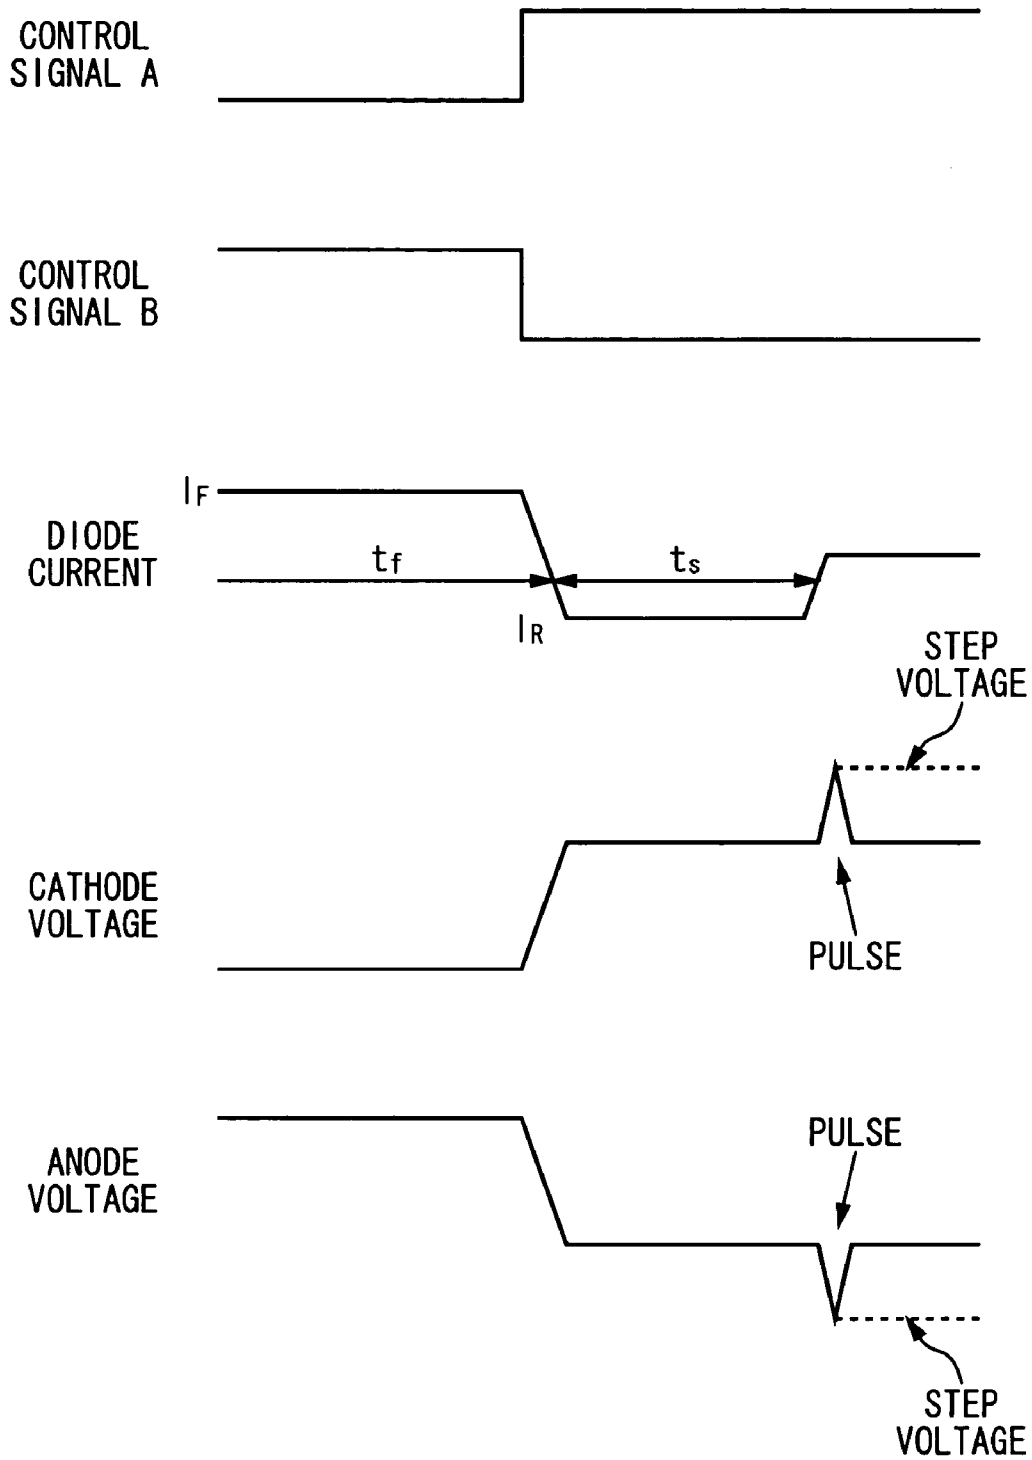 CONTROL
SIGNAL A
CONTROL
SIGNAL B
IF
DIODE
CURRENT
tf
ts
IR
STEP
VOLTAGE
CATHODE
VOLTAGE
PULSE
PULSE
ANODE
VOLTAGE
STEP
VOLTAGE